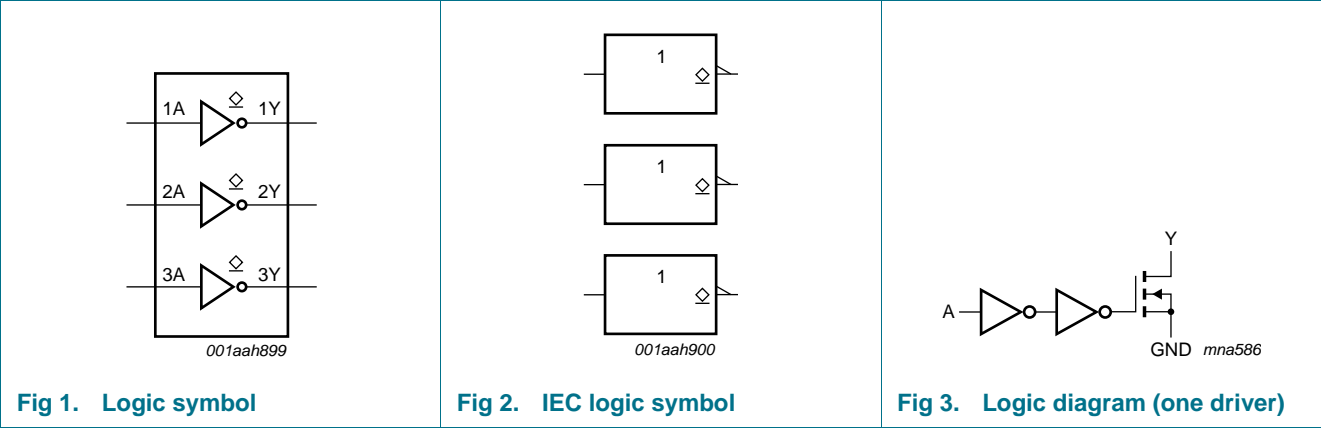 1A 1Y
2A 2Y
3A 3Y
001aah899
Fig 1. Logic symbol
1
1
1
001aah900
Fig 2. IEC logic symbol
Y
A
GND mna586
Fig 3. Logic diagram (one driver)